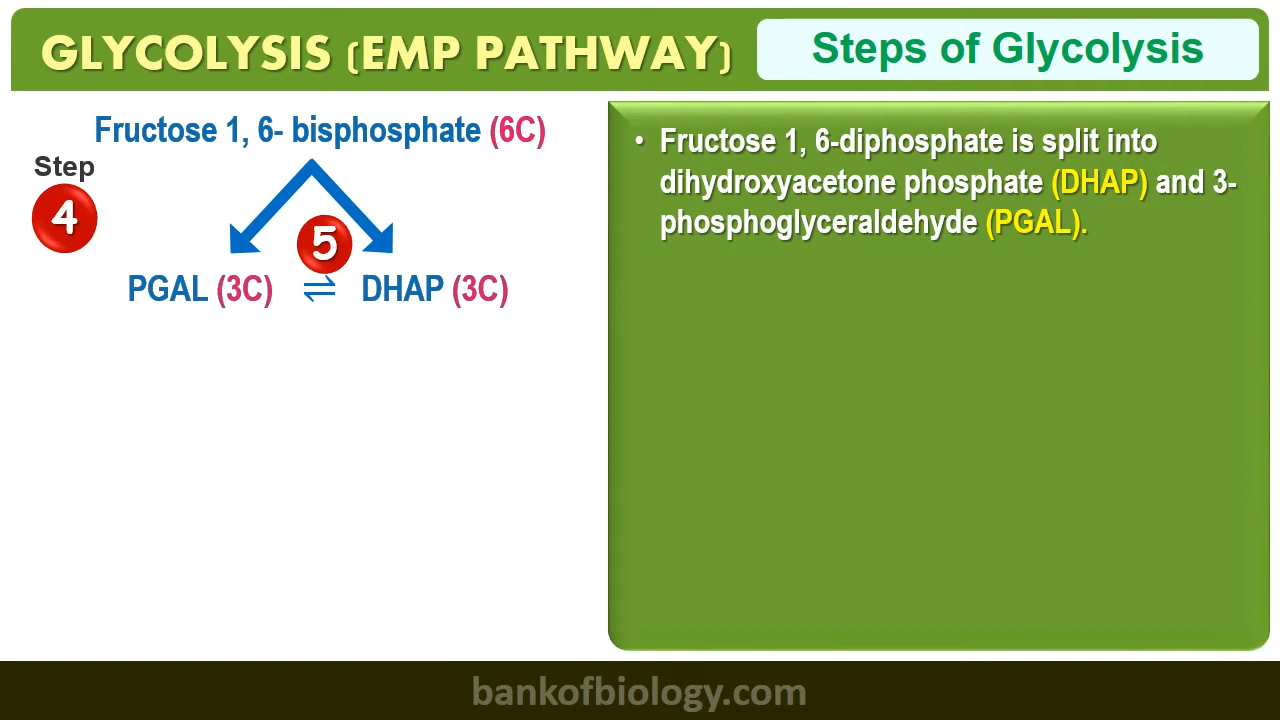 GLYCOLYSIS (EMP PATHWAY)
Steps of Glycolysis
Fructose 1, 6- bisphosphate (6C)
Step
4
5
PGAL (3C) ⇌ DHAP (3C)
• Fructose 1, 6-diphosphate is split into
dihydroxyacetone phosphate (DHAP) and 3-
phosphoglyceraldehyde (PGAL).
bankofbiology.com